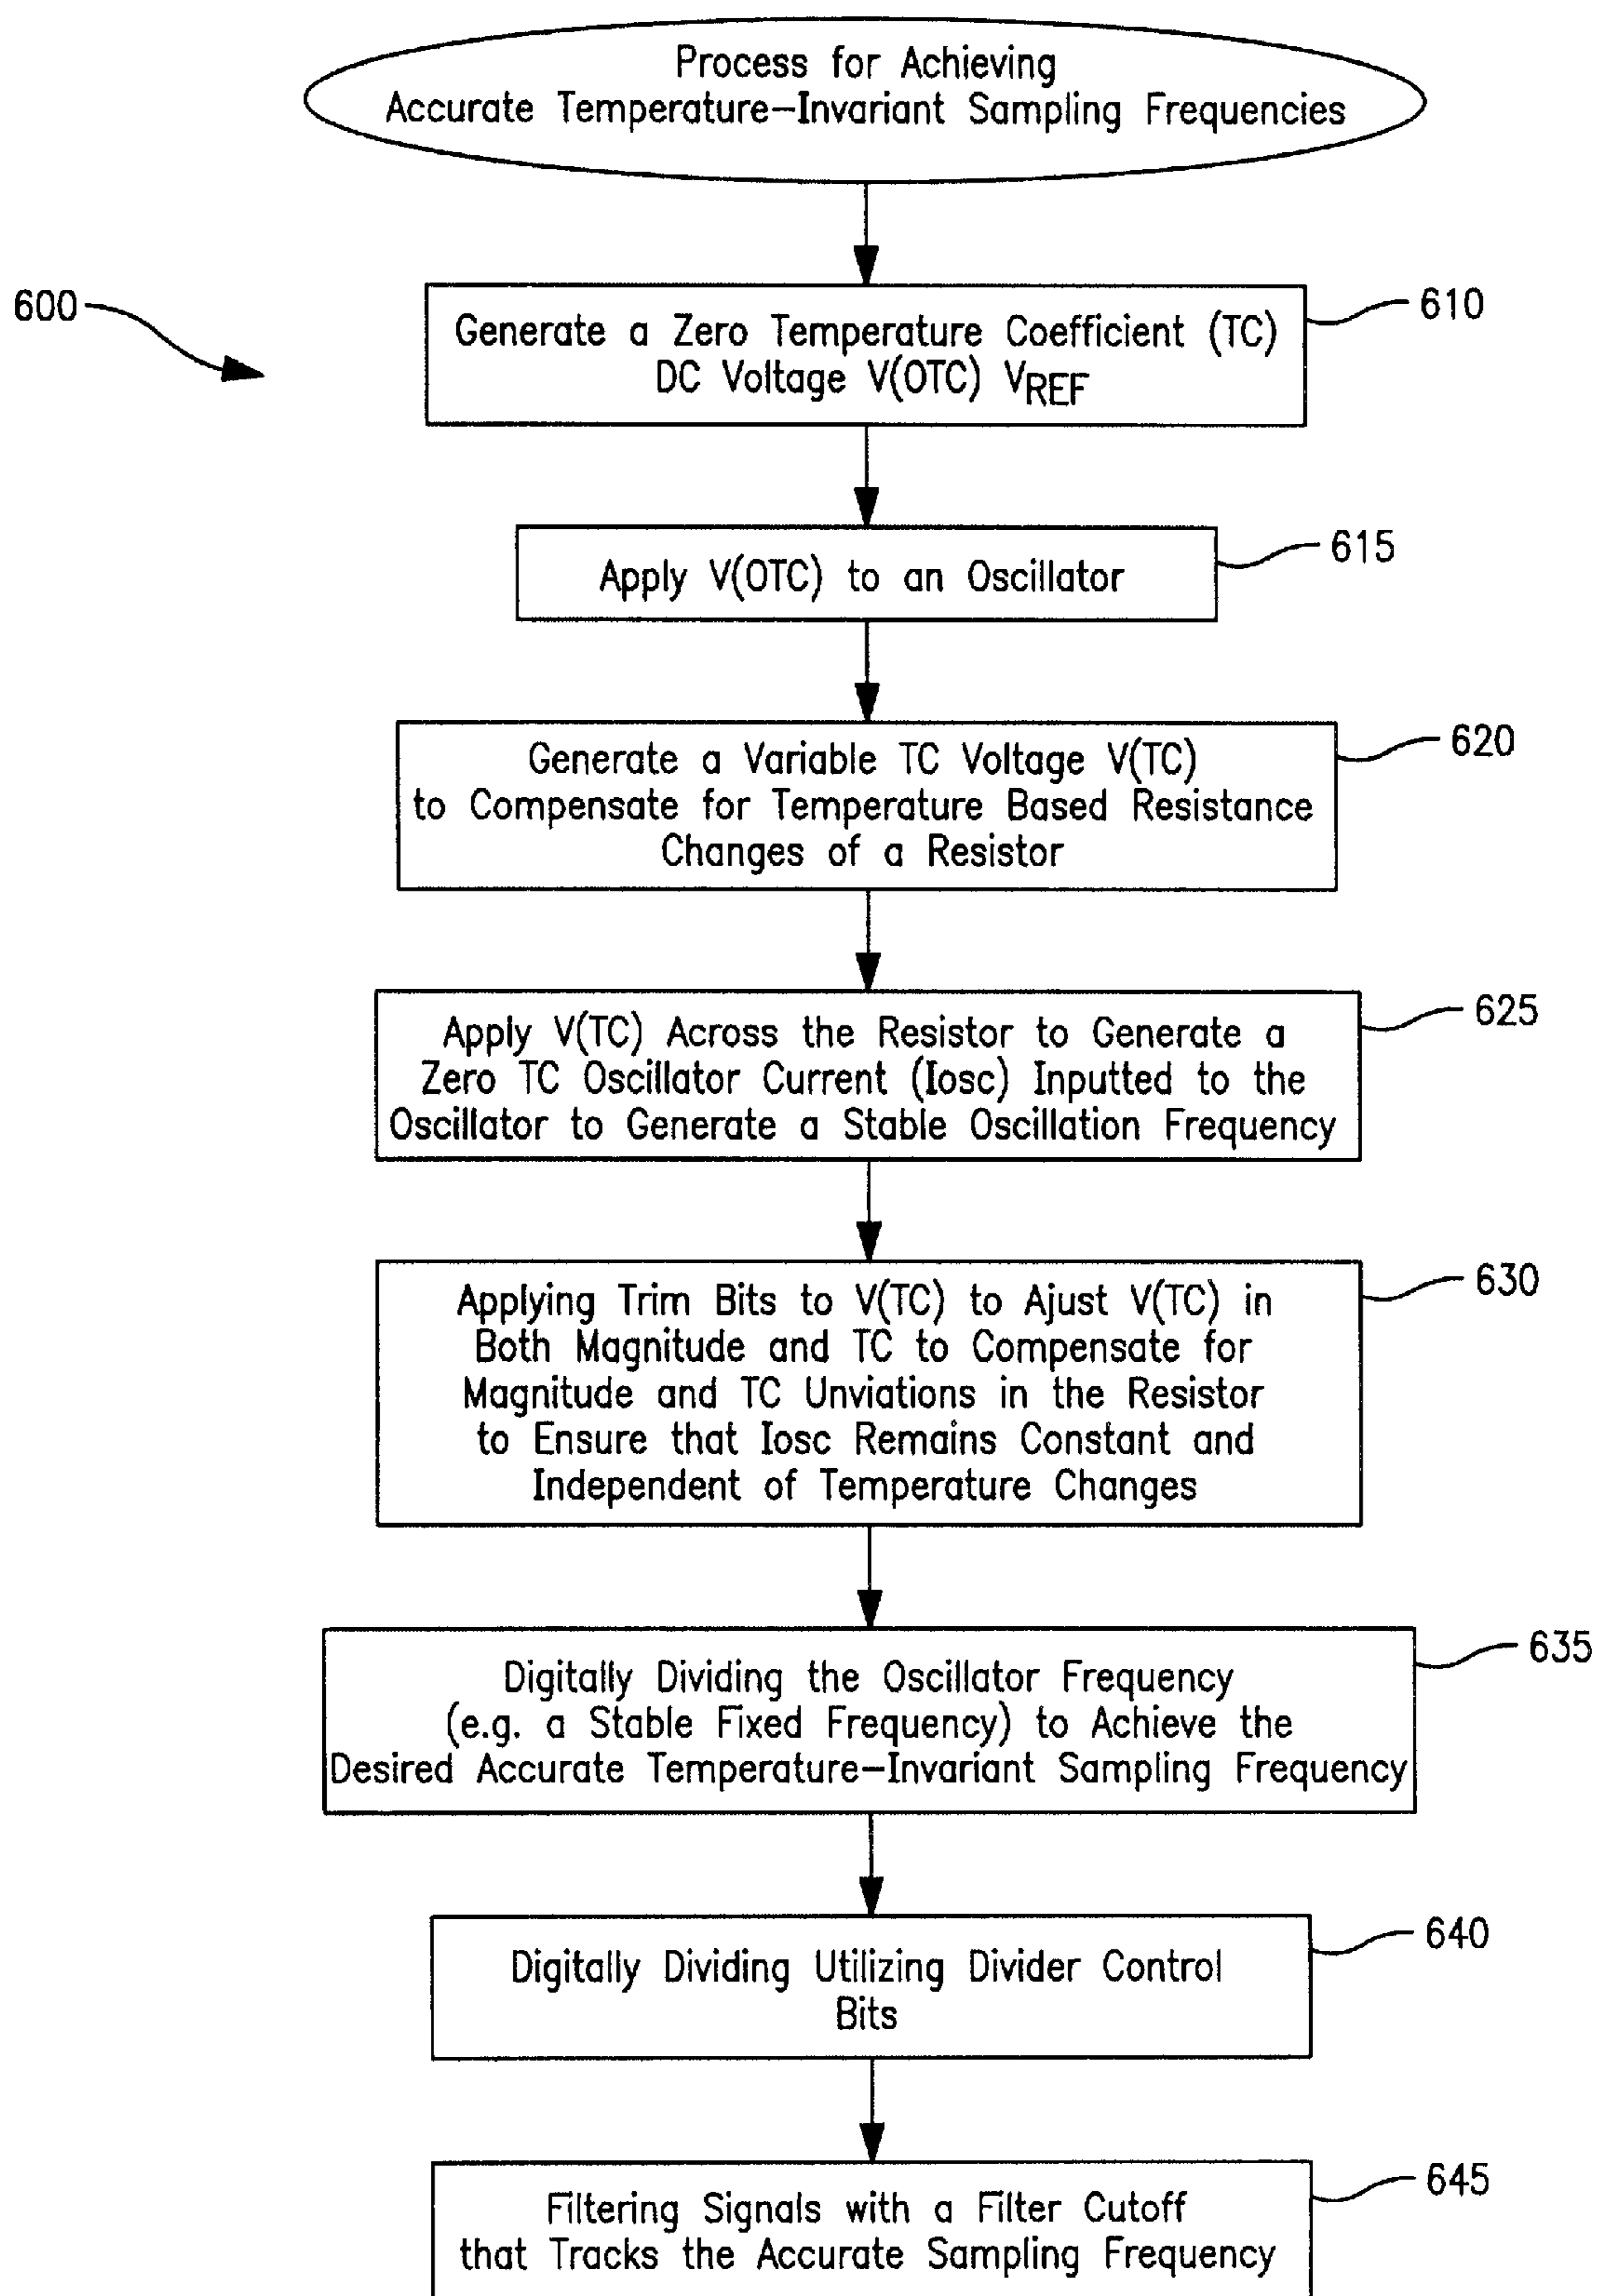 Process for Achieving
Accurate Temperature-Invariant Sampling Frequencies
600
610
Generate a Zero Temperature Coefficient (TC)
DC Voltage V(OTC) VREF
615
Apply V(OTC) to an Oscillator
620
Generate a Variable TC Voltage V(TC)
to Compensate for Temperature Based Resistance
Changes of a Resistor
625
Apply V(TC) Across the Resistor to Generate a
Zero TC Oscillator Current (Iosc) Inputted to the
Oscillator to Generate a Stable Oscillation Frequency
630
Applying Trim Bits to V(TC) to Ajust V(TC) in
Both Magnitude and TC to Compensate for
Magnitude and TC Unviations in the Resistor
to Ensure that Iosc Remains Constant and
Independent of Temperature Changes
635
Digitally Dividing the Oscillator Frequency
(e.g. a Stable Fixed Frequency) to Achieve the
Desired Accurate Temperature-Invariant Sampling Frequency
640
Digitally Dividing Utilizing Divider Control
Bits
645
Filtering Signals with a Filter Cutoff
that Tracks the Accurate Sampling Frequency